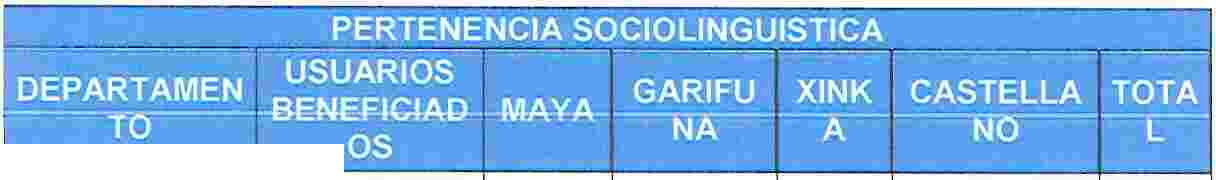 PERTENENCIA SOCIOLINGUISTICA
DEPARTAMEN
TO
USUARIOS
BENEFICIAD
OS
MAYA
GARIFU
NA
XINK
A
CASTELLA
NO
TOTA
L